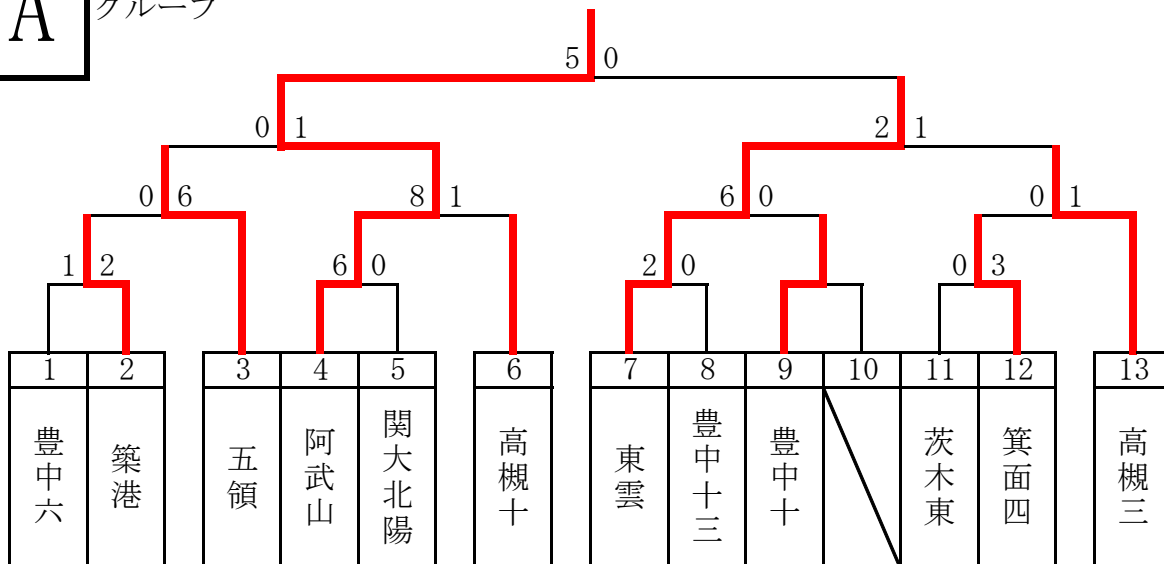 A
グループ
5 0
0 1
2 1
0 6
8 1
6 0
0 1
1 2
6 0
2 0
0 3
1 2 3 4 5 6 7 8 9 10 11 12 13
豊中六
築港
五領
阿武山
関大北陽
高槻十
東雲
豊中十三
豊中十
茨木東
箕面四
高槻三